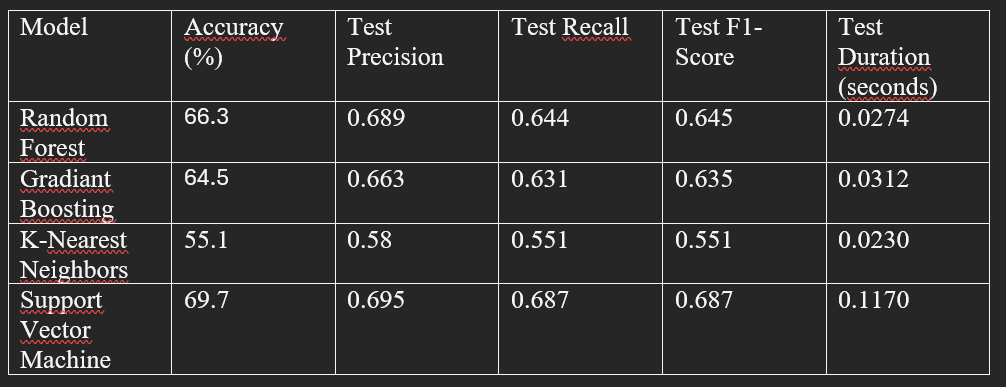 Model Accuracy (%) Test Precision Test Recall Test F1-Score Test Duration (seconds)
Random Forest 66.3 0.689 0.644 0.645 0.0274
Gradiant Boosting 64.5 0.663 0.631 0.635 0.0312
K-Nearest Neighbors 55.1 0.58 0.551 0.551 0.0230
Support Vector Machine 69.7 0.695 0.687 0.687 0.1170